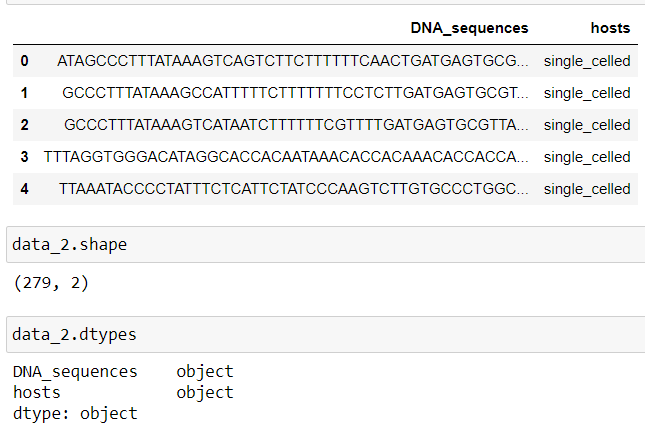 DNA_sequences hosts
0 ATAGCCCTTTATAAAGTCAGTCTTCTTTTTTCAACTGATGAGTGCG... single_celled
1 GCCCTTTATAAAGCCATTTTTCTTTTTTTCCTCTTGATGAGTGCGT... single_celled
2 GCCCTTTATAAAGTCATAATCTTTTTTCGTTTTGATGAGTGCGTTA... single_celled
3 TTTAGGTGGGACATAGGCACCACAATAAACACCACAAACACCACCA... single_celled
4 TTAAATACCCCTATTTCTCATTCTATCCCAAGTCTTGTGCCCTGGC... single_celled
data_2.shape
(279, 2)
data_2.dtypes
DNA_sequences object
hosts object
dtype: object